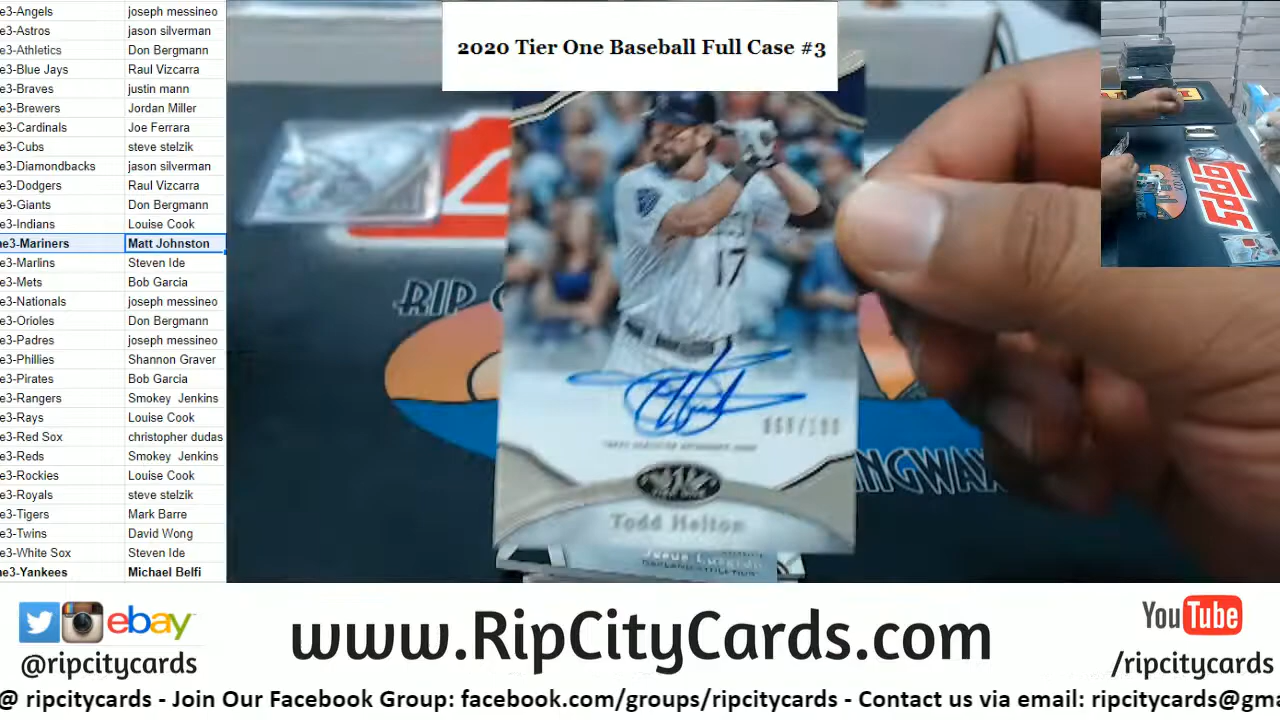 e3-Angels joseph messineo
e3-Astros jason silverman
e3-Athletics Don Bergmann
e3-Blue Jays Raul Vizcarra
e3-Braves justin mann
e3-Brewers Jordan Miller
e3-Cardinals Joe Ferrara
e3-Cubs steve stelzik
e3-Diamondbacks jason silverman
e3-Dodgers Raul Vizcarra
e3-Giants Don Bergmann
e3-Indians Louise Cook
e3-Mariners Matt Johnston
e3-Marlins Steven Ide
e3-Mets Bob Garcia
e3-Nationals joseph messineo
e3-Orioles Don Bergmann
e3-Padres joseph messineo
e3-Phillies Shannon Graver
e3-Pirates Bob Garcia
e3-Rangers Smokey Jenkins
e3-Rays Louise Cook
e3-Red Sox christopher dudas
e3-Reds Smokey Jenkins
e3-Rockies Louise Cook
e3-Royals steve stelzik
e3-Tigers Mark Barre
e3-Twins David Wong
e3-White Sox Steven Ide
ne3-Yankees Michael Belfi
2020 Tier One Baseball Full Case #3
17
RIP
INGWAX
Todd Helton
topps
ebay
@ripcitycards
www.RipCityCards.com
YouTube
/ripcitycards
@ ripcitycards - Join Our Facebook Group: facebook.com/groups/ripcitycards - Contact us via email: ripcitycards@gma